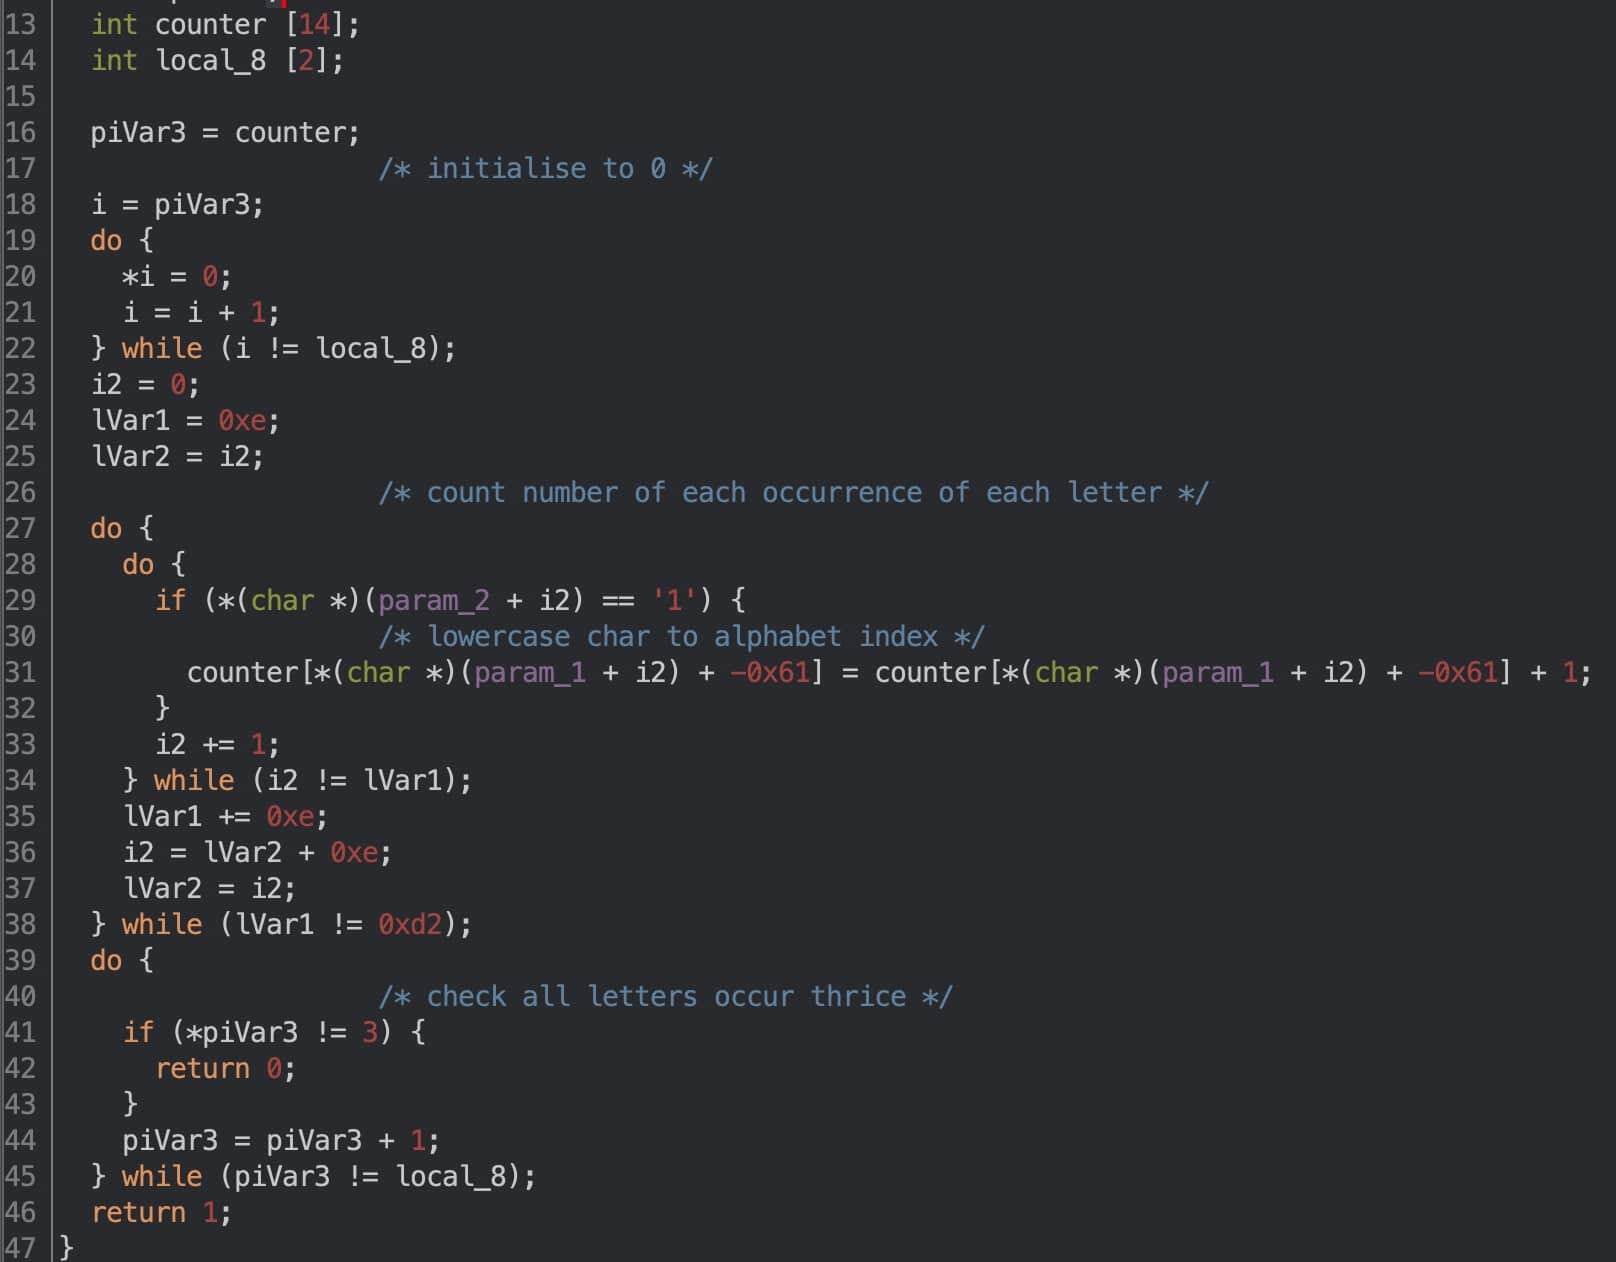 13 int counter [14];
14 int local_8 [2];
15
16 piVar3 = counter;
17 /* initialise to 0 */
18 i = piVar3;
19 do {
20 *i = 0;
21 i = i + 1;
22 } while (i != local_8);
23 i2 = 0;
24 lVar1 = 0xe;
25 lVar2 = i2;
26 /* count number of each occurrence of each letter */
27 do {
28 do {
29 if (*(char *)(param_2 + i2) == '1') {
30 /* lowercase char to alphabet index */
31 counter[*(char *)(param_1 + i2) + -0x61] = counter[*(char *)(param_1 + i2) + -0x61] + 1;
32 }
33 i2 += 1;
34 } while (i2 != lVar1);
35 lVar1 += 0xe;
36 i2 = lVar2 + 0xe;
37 lVar2 = i2;
38 } while (lVar1 != 0xd2);
39 do {
40 /* check all letters occur thrice */
41 if (*piVar3 != 3) {
42 return 0;
43 }
44 piVar3 = piVar3 + 1;
45 } while (piVar3 != local_8);
46 return 1;
47 }